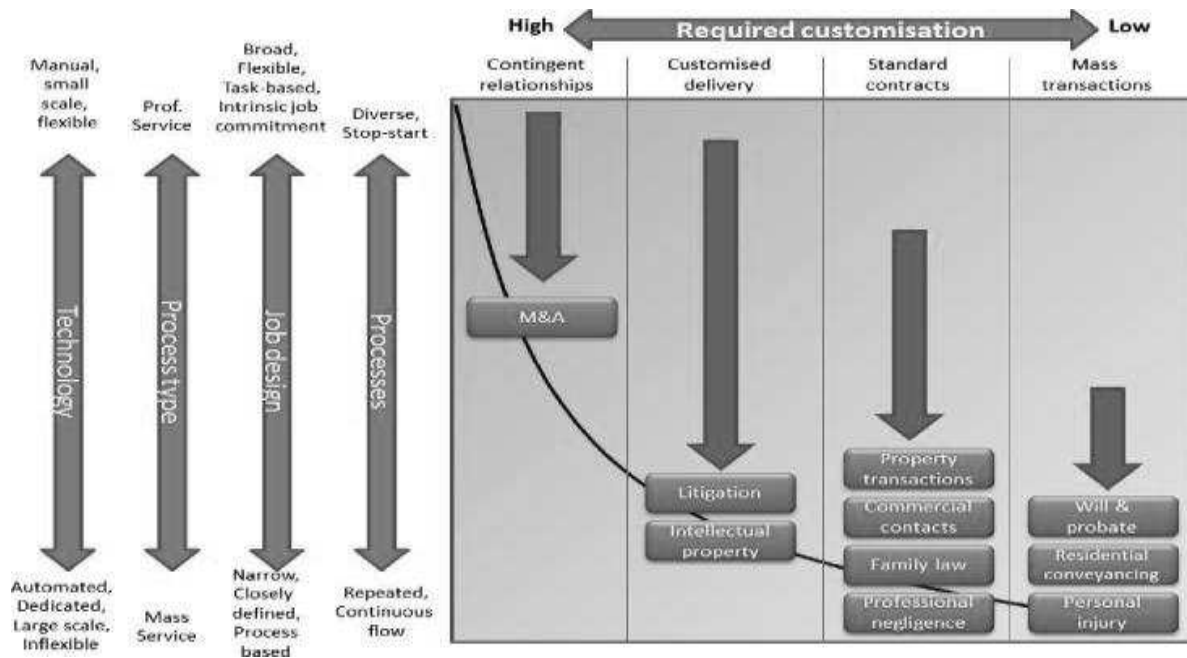 High
Required customisation
Low
Contingent
relationships
Customised
delivery
Standard
contracts
Mass
transactions
Manual,
small
scale,
flexible
Prof.
Service
Broad,
Flexible,
Task-based,
Intrinsic job
commitment
Diverse,
Stop-start
Technology
Process type
Job design
Processes
Automated,
Dedicated,
Large scale,
Inflexible
Mass
Service
Narrow,
Closely
defined,
Process
based
Repeated,
Continuous
flow
M&A
Litigation
Intellectual
property
Property
transactions
Commercial
contacts
Family law
Professional
negligence
Will &
probate
Residential
conveyancing
Personal
injury